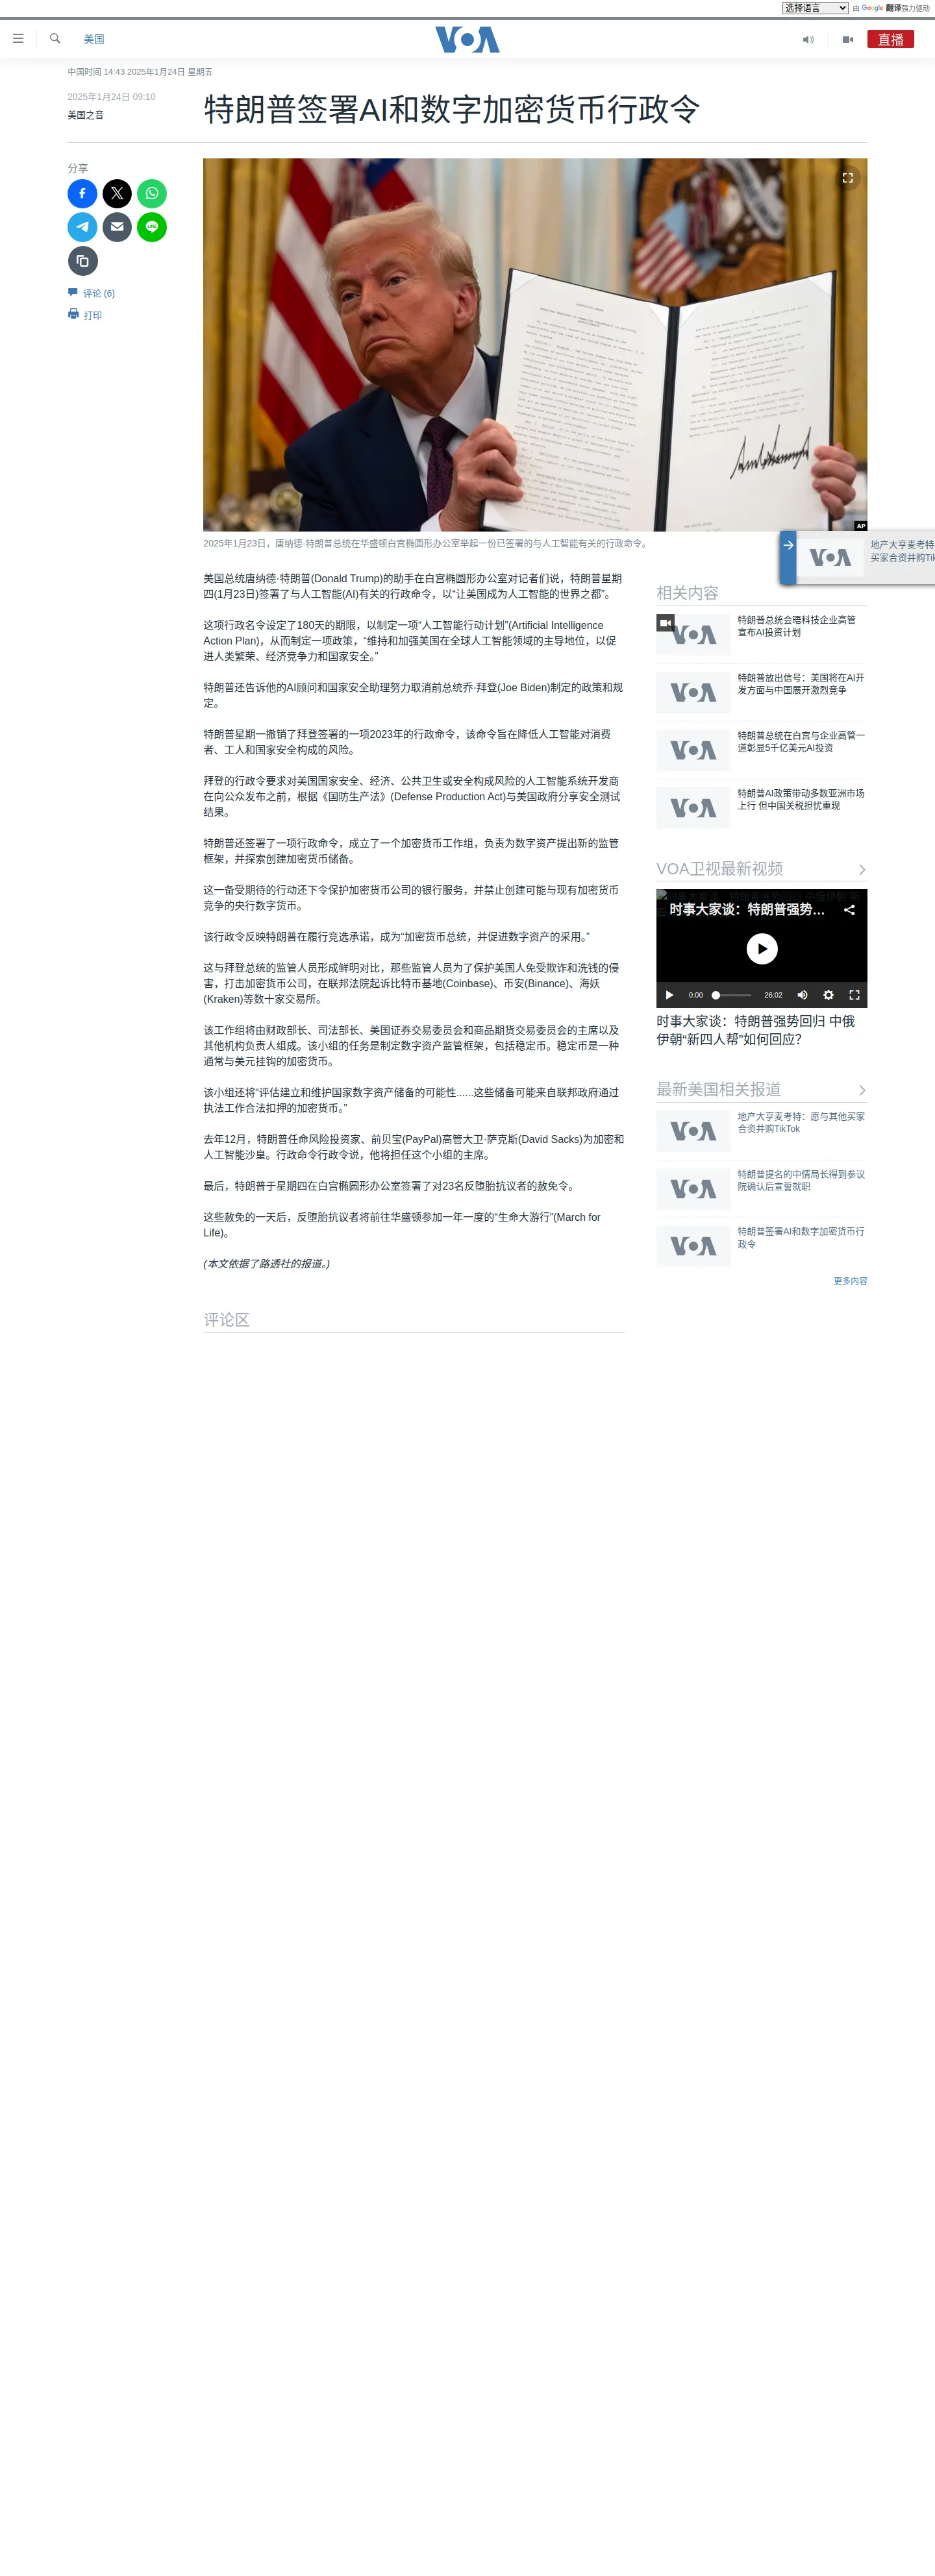 选择语言
由 Google 翻译强力驱动
美国
VOA
直播
中国时间 14:43 2025年1月24日 星期五
2025年1月24日 09:10
美国之音
特朗普签署AI和数字加密货币行政令
分享
LINE
评论 (6)
打印
AP
2025年1月23日，唐纳德·特朗普总统在华盛顿白宫椭圆形办公室举起一份已签署的与人工智能有关的行政命令。
VOA
地产大亨麦考特
买家合资并购Tik
美国总统唐纳德·特朗普(Donald Trump)的助手在白宫椭圆形办公室对记者们说，特朗普星期
四(1月23日)签署了与人工智能(AI)有关的行政命令，以“让美国成为人工智能的世界之都”。
这项行政名令设定了180天的期限，以制定一项“人工智能行动计划”(Artificial Intelligence
Action Plan)，从而制定一项政策，“维持和加强美国在全球人工智能领域的主导地位，以促
进人类繁荣、经济竞争力和国家安全。”
特朗普还告诉他的AI顾问和国家安全助理努力取消前总统乔·拜登(Joe Biden)制定的政策和规
定。
特朗普星期一撤销了拜登签署的一项2023年的行政命令，该命令旨在降低人工智能对消费
者、工人和国家安全构成的风险。
拜登的行政令要求对美国国家安全、经济、公共卫生或安全构成风险的人工智能系统开发商
在向公众发布之前，根据《国防生产法》(Defense Production Act)与美国政府分享安全测试
结果。
特朗普还签署了一项行政命令，成立了一个加密货币工作组，负责为数字资产提出新的监管
框架，并探索创建加密货币储备。
这一备受期待的行动还下令保护加密货币公司的银行服务，并禁止创建可能与现有加密货币
竞争的央行数字货币。
该行政令反映特朗普在履行竞选承诺，成为“加密货币总统，并促进数字资产的采用。”
这与拜登总统的监管人员形成鲜明对比，那些监管人员为了保护美国人免受欺诈和洗钱的侵
害，打击加密货币公司，在联邦法院起诉比特币基地(Coinbase)、币安(Binance)、海妖
(Kraken)等数十家交易所。
该工作组将由财政部长、司法部长、美国证券交易委员会和商品期货交易委员会的主席以及
其他机构负责人组成。该小组的任务是制定数字资产监管框架，包括稳定币。稳定币是一种
通常与美元挂钩的加密货币。
该小组还将“评估建立和维护国家数字资产储备的可能性......这些储备可能来自联邦政府通过
执法工作合法扣押的加密货币。”
去年12月，特朗普任命风险投资家、前贝宝(PayPal)高管大卫·萨克斯(David Sacks)为加密和
人工智能沙皇。行政命令行政令说，他将担任这个小组的主席。
最后，特朗普于星期四在白宫椭圆形办公室签署了对23名反堕胎抗议者的赦免令。
这些赦免的一天后，反堕胎抗议者将前往华盛顿参加一年一度的“生命大游行”(March for
Life)。
(本文依据了路透社的报道。)
评论区
相关内容
VOA
特朗普总统会晤科技企业高管
宣布AI投资计划
VOA
特朗普放出信号：美国将在AI开
发方面与中国展开激烈竞争
VOA
特朗普总统在白宫与企业高管一
道彰显5千亿美元AI投资
VOA
特朗普AI政策带动多数亚洲市场
上行 但中国关税担忧重现
VOA卫视最新视频
时事大家谈：特朗普强势...
0:00
26:02
时事大家谈：特朗普强势回归 中俄
伊朝“新四人帮”如何回应？
最新美国相关报道
VOA
地产大亨麦考特：愿与其他买家
合资并购TikTok
VOA
特朗普提名的中情局长得到参议
院确认后宣誓就职
VOA
特朗普签署AI和数字加密货币行
政令
更多内容